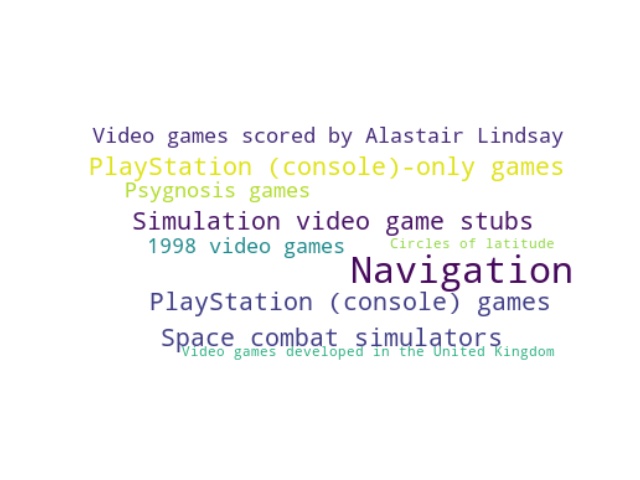 Video games scored by Alastair Lindsay
PlayStation (console)-only games
Psygnosis games
Simulation video game stubs
1998 video games
Circles of latitude
Navigation
PlayStation (console) games
Space combat simulators
Video games developed in the United Kingdom